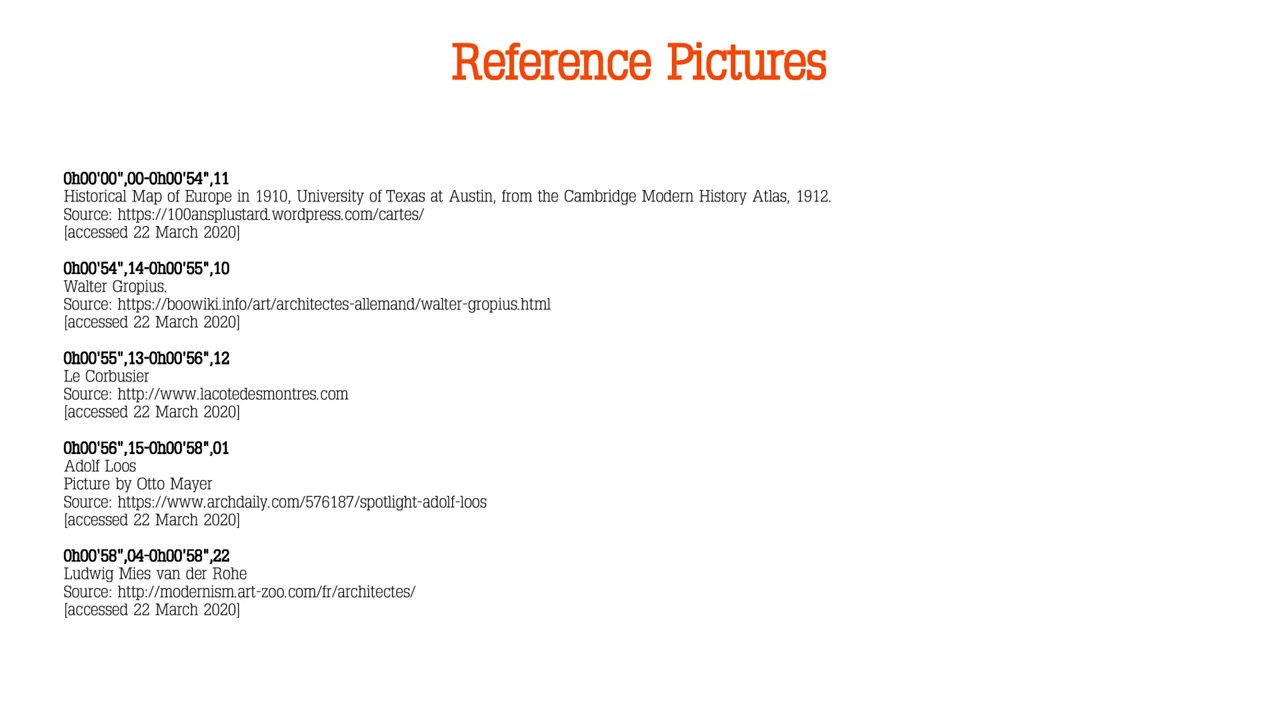 Reference Pictures
0h00'00",00-0h00'54",11
Historical Map of Europe in 1910, University of Texas at Austin, from the Cambridge Modern History Atlas, 1912.
Source: https://100ansplustard.wordpress.com/cartes/
[accessed 22 March 2020]
0h00'54",14-0h00'55",10
Walter Gropius.
Source: https://boowiki.info/art/architectes-allemand/walter-gropius.html
[accessed 22 March 2020]
0h00'55",13-0h00'56",12
Le Corbusier
Source: http://www.lacotedesmontres.com
[accessed 22 March 2020]
0h00'56",15-0h00'58",01
Adolf Loos
Picture by Otto Mayer
Source: https://www.archdaily.com/576187/spotlight-adolf-loos
[accessed 22 March 2020]
0h00'58",04-0h00'58",22
Ludwig Mies van der Rohe
Source: http://modernism.art-zoo.com/fr/architectes/
[accessed 22 March 2020]